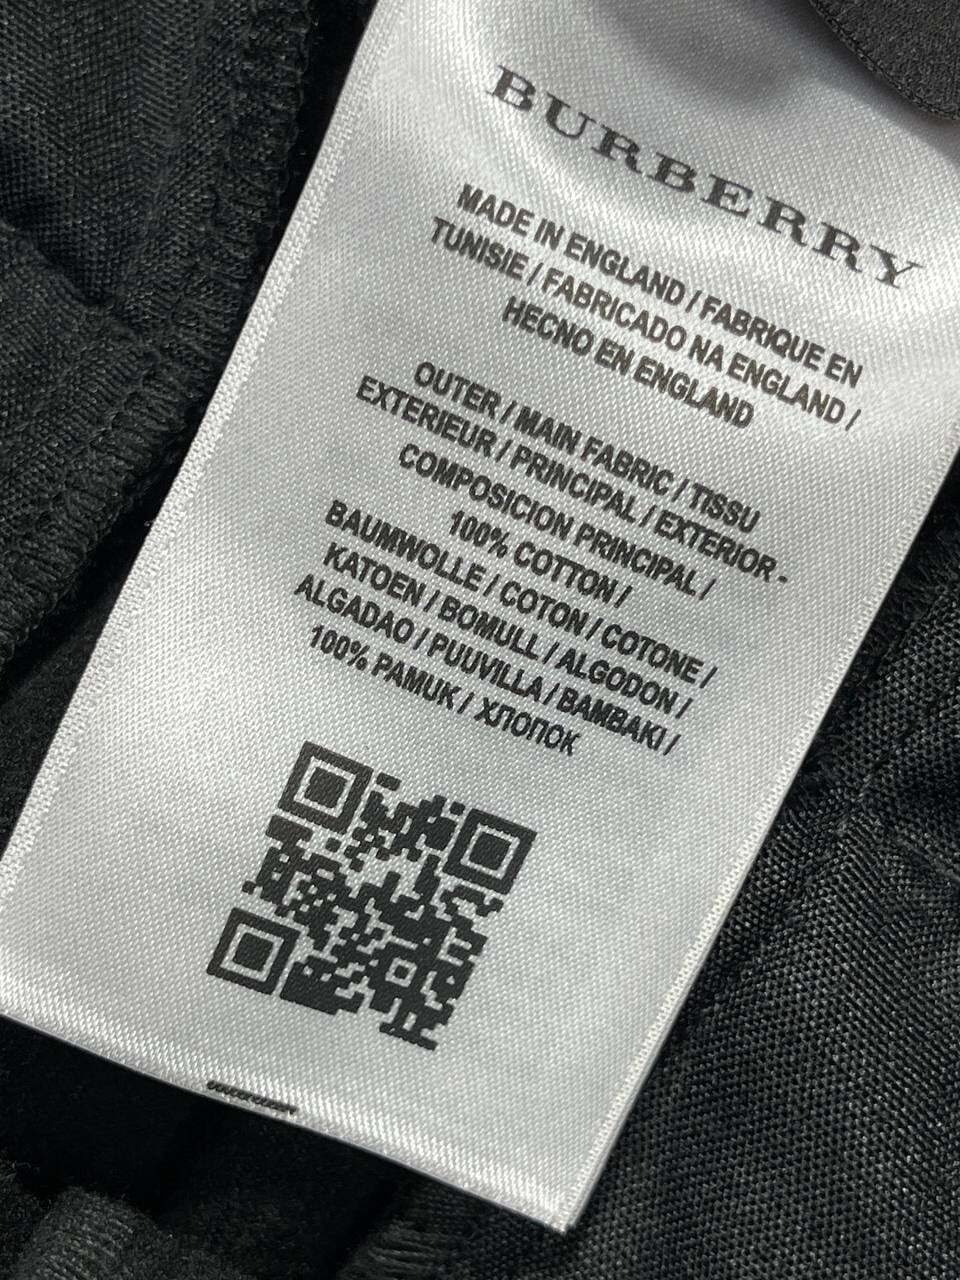 BURBERRY
MADE IN ENGLAND / FABRIQUE EN
TUNISIE / FABRICADO NA ENGLAND /
HECNO EN ENGLAND
OUTER / MAIN FABRIC / TISSU
EXTERIEUR / PRINCIPAL / EXTERIOR -
COMPOSICION PRINCIPAL /
100% COTTON /
BAUMWOLLE / COTON / COTONE /
KATOEN / BOMULL / ALGODON /
ALGADAO / PUUVILLA / BAMBAKI /
100% PAMUK / ХЛОПОК